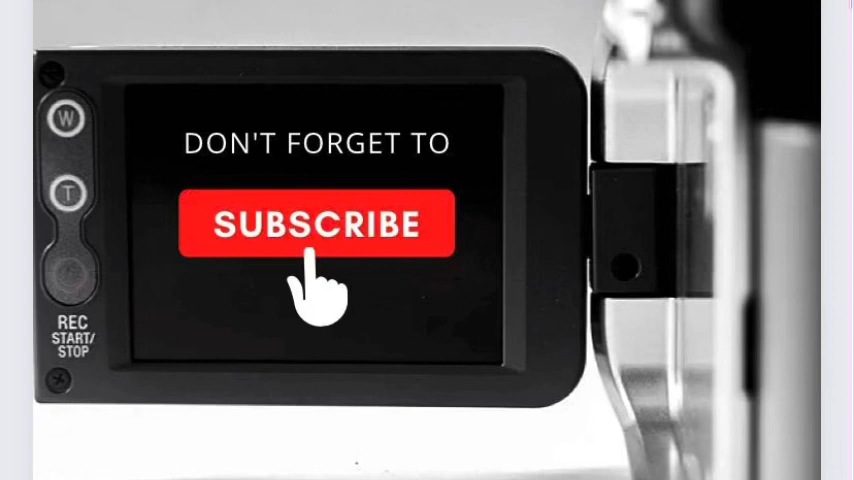 W
DON'T FORGET TO
T
SUBSCRIBE
REC
START/
STOP